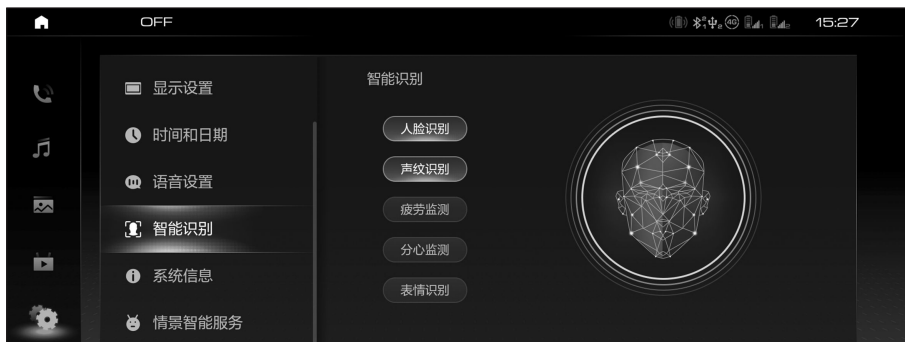 OFF
4G
15:27
显示设置
时间和日期
语音设置
智能识别
系统信息
情景智能服务
智能识别
人脸识别
声纹识别
疲劳监测
分心监测
表情识别